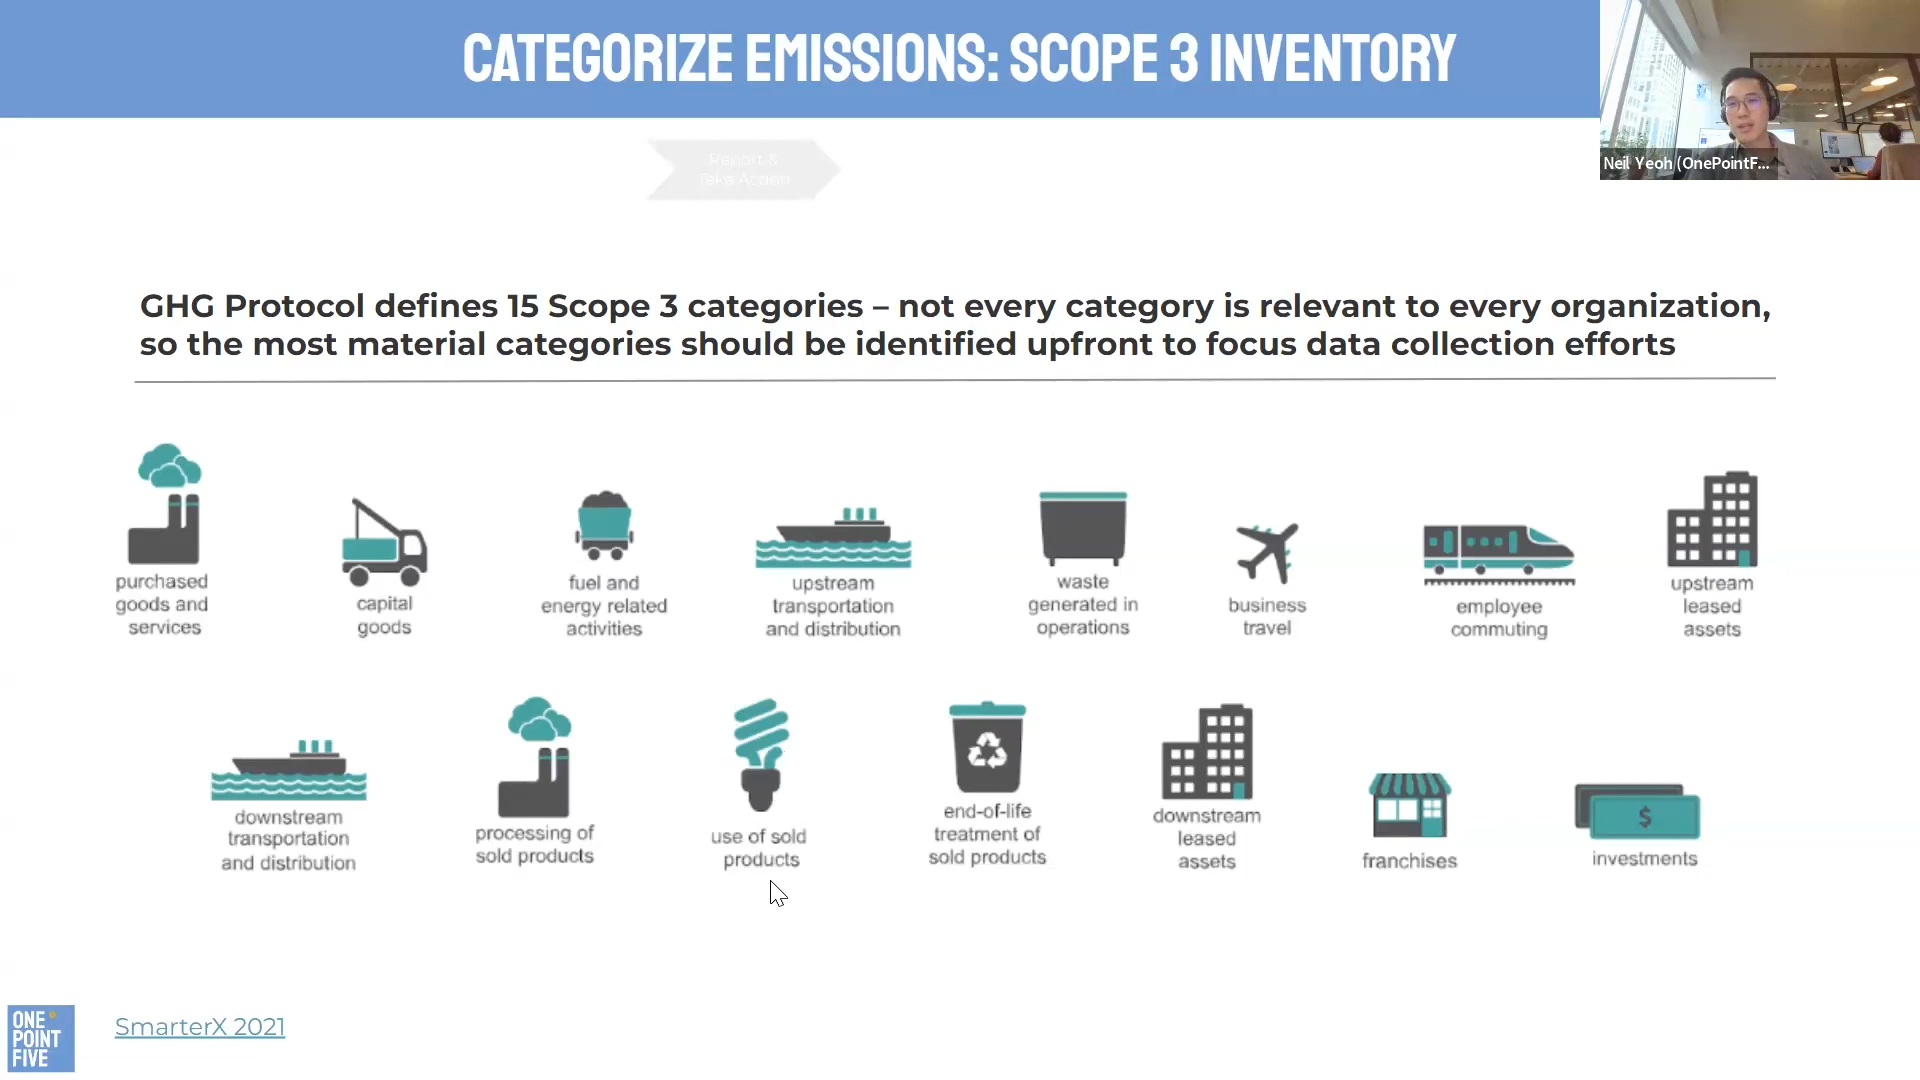 CATEGORIZE EMISSIONS: SCOPE 3 INVENTORY
Neil Yeoh (OnePointF...
Report &
Take Action
GHG Protocol defines 15 Scope 3 categories – not every category is relevant to every organization,
so the most material categories should be identified upfront to focus data collection efforts
purchased
goods and
services
capital
goods
fuel and
energy related
activities
upstream
transportation
and distribution
waste
generated in
operations
business
travel
employee
commuting
upstream
leased
assets
downstream
transportation
and distribution
processing of
sold products
use of sold
products
end-of-life
treatment of
sold products
downstream
leased
assets
franchises
$
investments
ONE
POINT
FIVE
SmarterX 2021